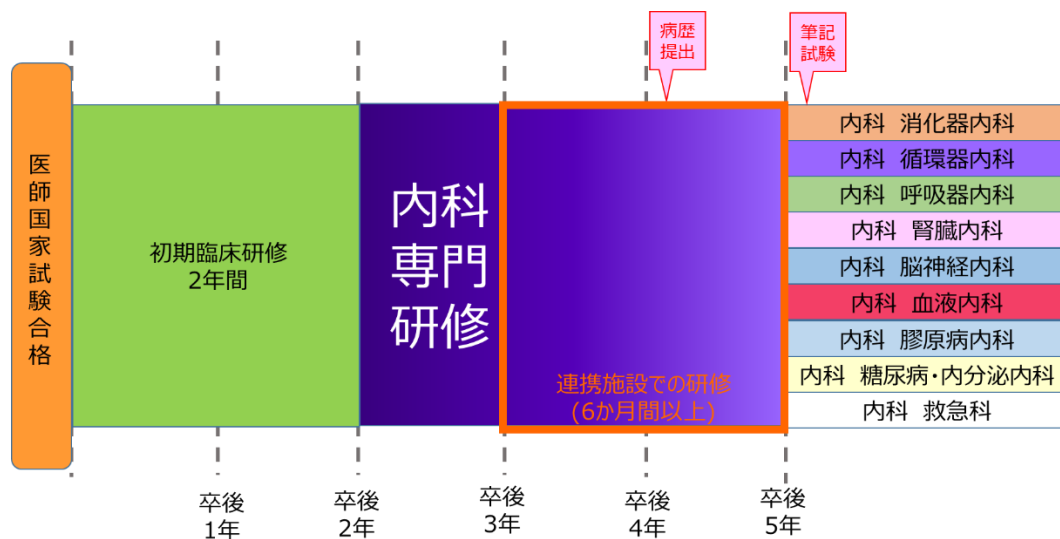 病歴
提出
筆記
試験
医師国家試験合格
初期臨床研修
2年間
内科
専門
研修
連携施設での研修
(6か月間以上)
内科 消化器内科
内科 循環器内科
内科 呼吸器内科
内科 腎臓内科
内科 脳神経内科
内科 血液内科
内科 膠原病内科
内科 糖尿病・内分泌内科
内科 救急科
卒後
1年
卒後
2年
卒後
3年
卒後
4年
卒後
5年